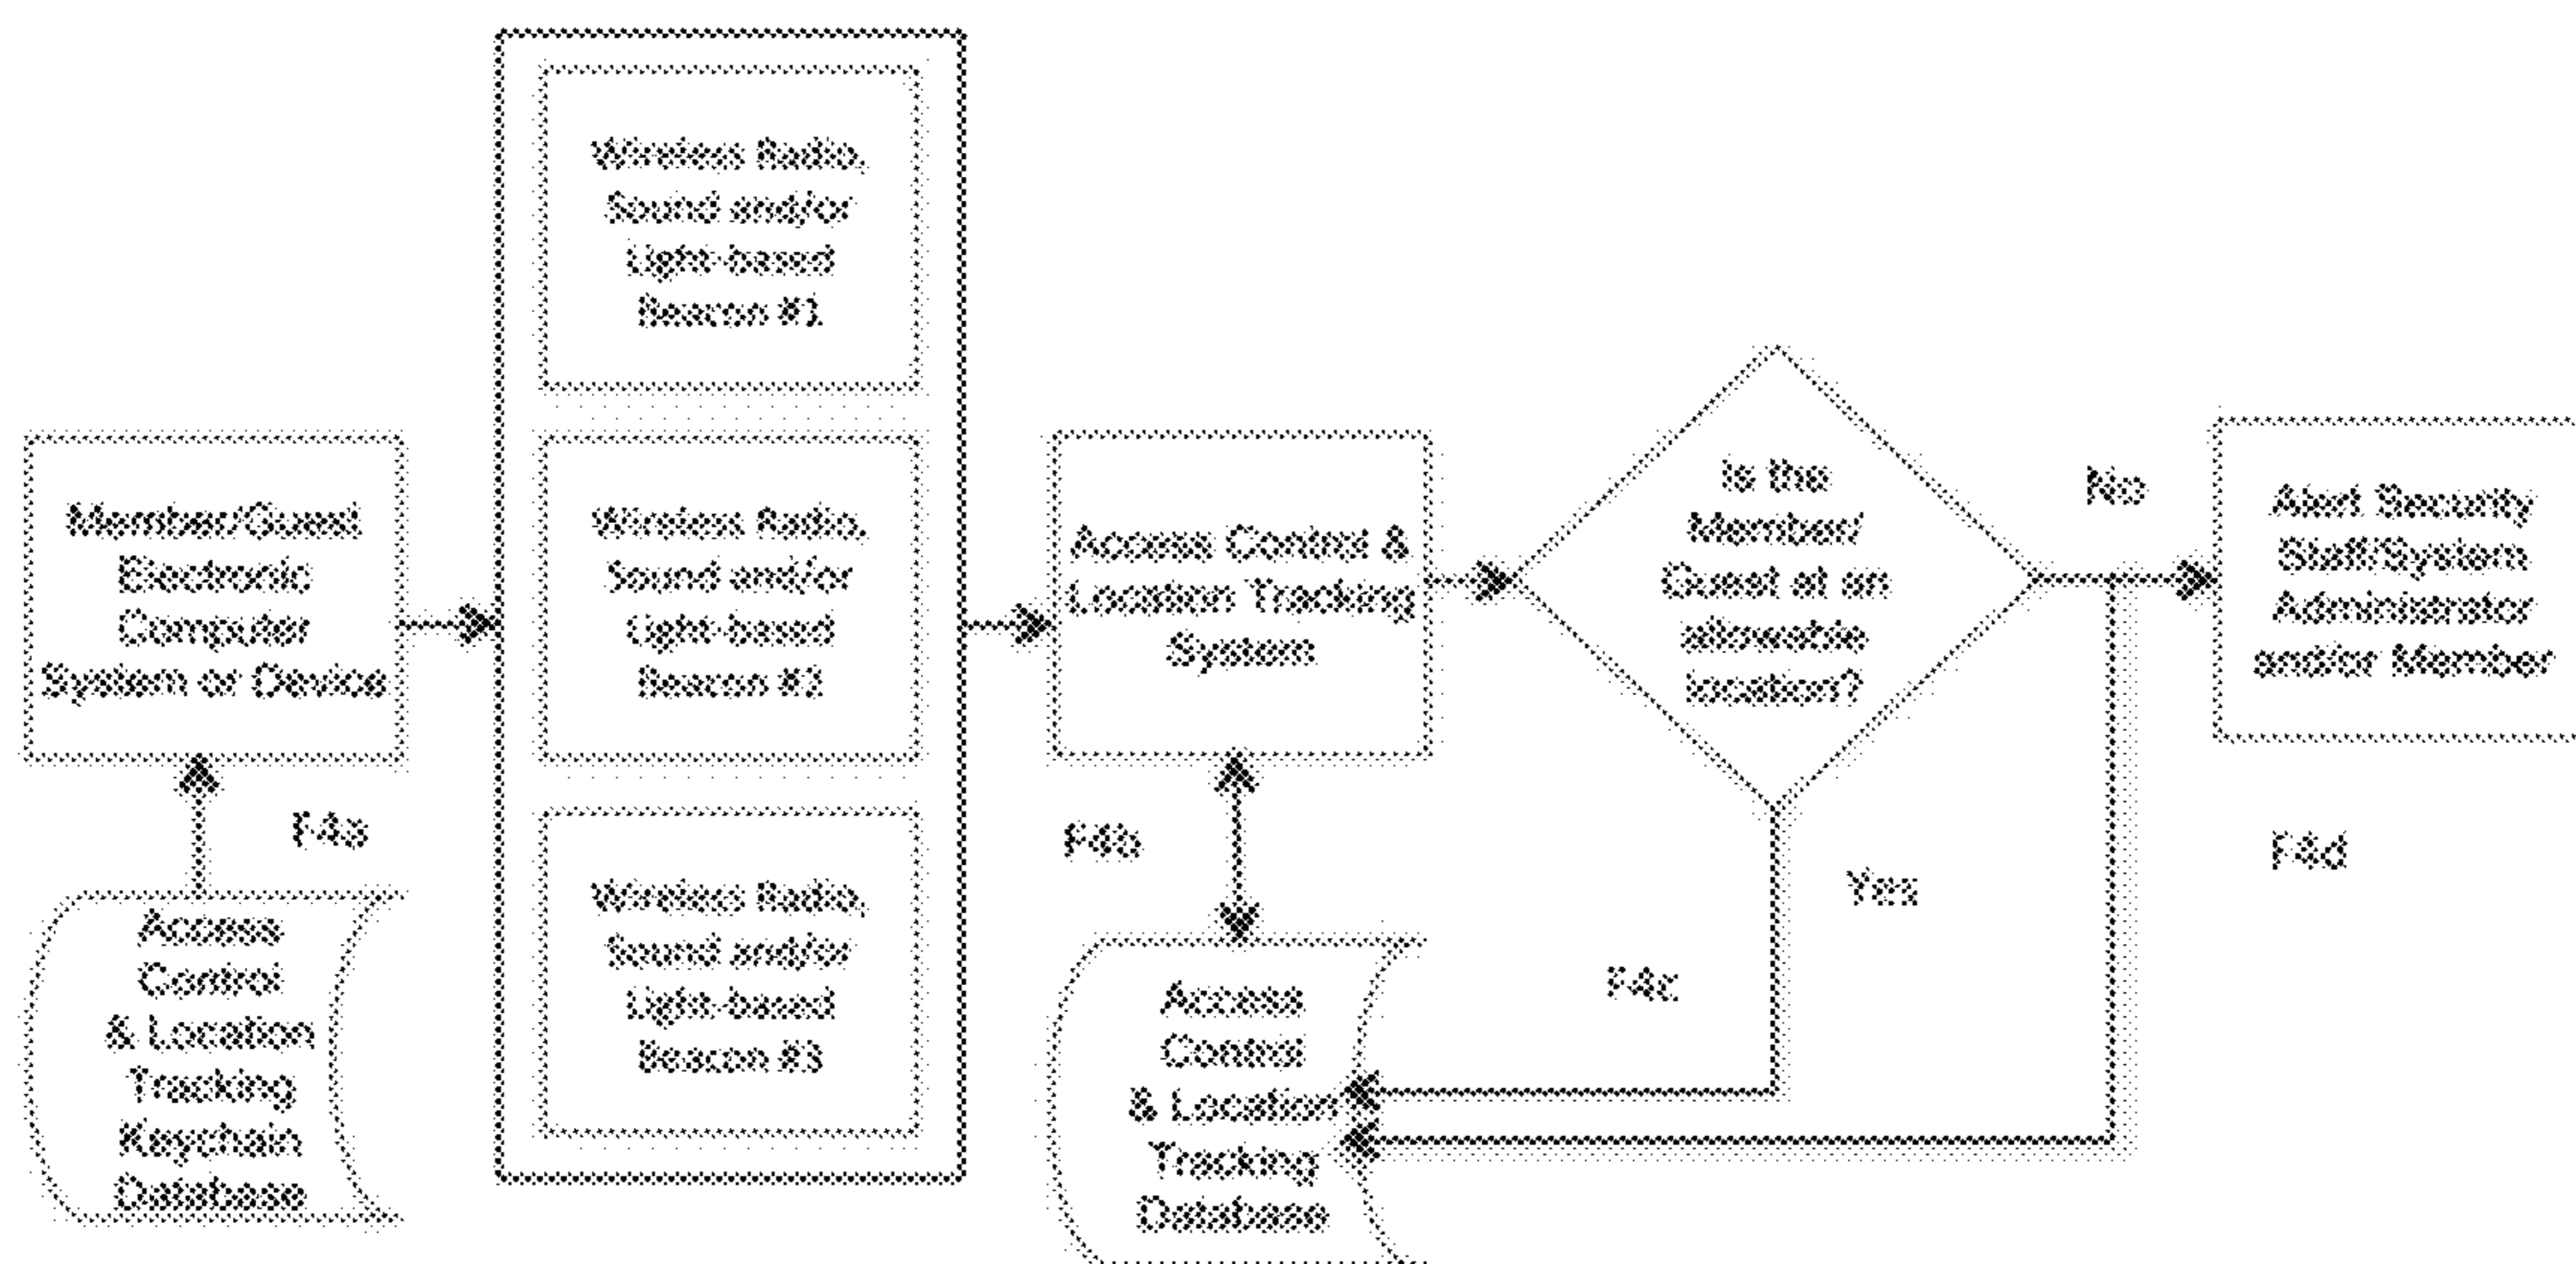 Wireless Radio,
Sound and/or
Light-based
Beacon #1
Member/Guest
Electronic
Computer
System or Device
Wireless Radio,
Sound and/or
Light-based
Beacon #2
Access Control &
Location Tracking
System
Is the
Member/
Guest at an
allowable
location?
No
Alert Security
Staff/System
Administrator
and/or Member
F4a
F4b
Yes
F4d
Access
Control
& Location
Tracking
Keychain
Database
Wireless Radio,
Sound and/or
Light-based
Beacon #3
F4c
Access
Control
& Location
Tracking
Database